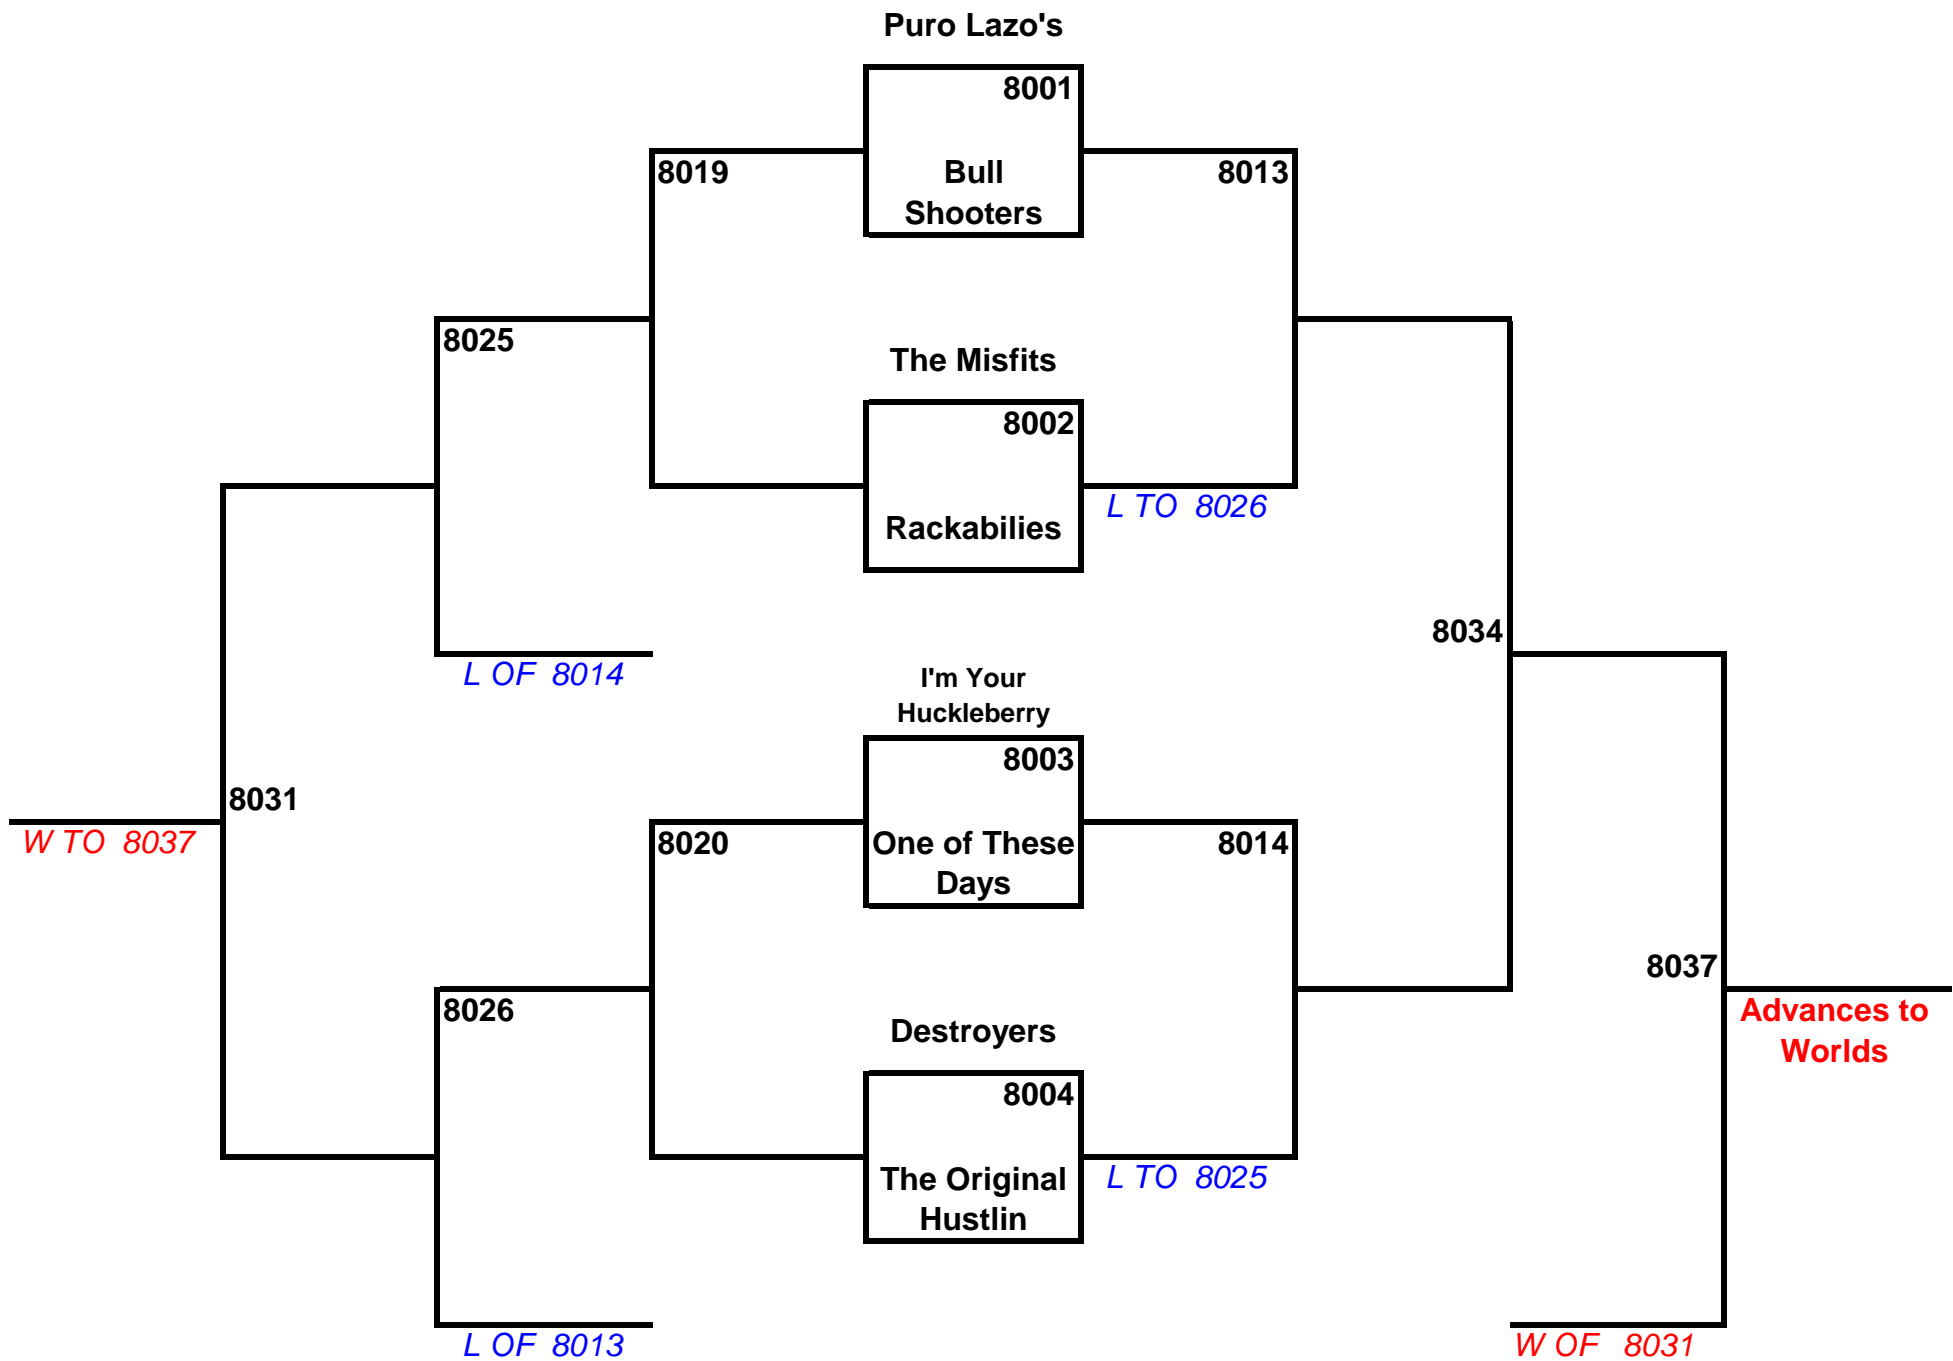 Puro Lazo's
8001
8019
Bull
8013
Shooters
8025
The Misfits
8002
L TO 8026
Rackabilies
8034
L OF 8014
I'm Your
Huckleberry
8003
8031
W TO 8037
8020
One of These
8014
Days
8037
8026
Advances to
Destroyers
Worlds
8004
The Original
L TO 8025
Hustlin
L OF 8013
W OF 8031